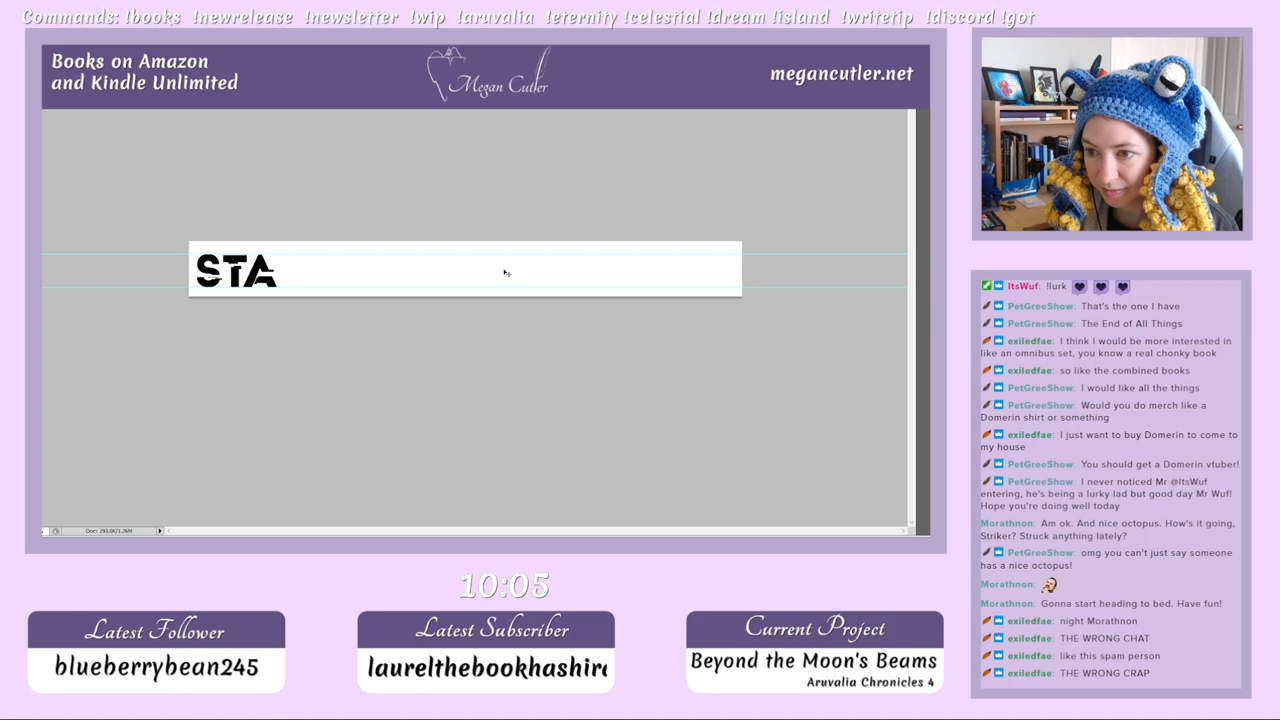 Commands: !books !newrelease !newsletter !wip !aruvalia !eternity !celestial !dream !island !writetip !discord !got
Books on Amazon
and Kindle Unlimited
Megan Cutler
megancutler.net
STA
Doc: 293.0K/1.26M
ItsWuf: !lurk
PetGreeShow: That's the one I have
PetGreeShow: The End of All Things
exiledfae: I think I would be more interested in
like an omnibus set, you know a real chonky book
exiledfae: so like the combined books
PetGreeShow: I would like all the things
PetGreeShow: Would you do merch like a
Domerin shirt or something
exiledfae: I just want to buy Domerin to come to
my house
PetGreeShow: You should get a Domerin vtuber!
PetGreeShow: I never noticed Mr @ItsWuf
entering, he's being a lurky lad but good day Mr Wuf!
Hope you're doing well today
Morathnon: Am ok. And nice octopus. How's it going,
Striker? Struck anything lately?
PetGreeShow: omg you can't just say someone
has a nice octopus!
Morathnon:
Morathnon: Gonna start heading to bed. Have fun!
exiledfae: night Morathnon
exiledfae: THE WRONG CHAT
exiledfae: like this spam person
exiledfae: THE WRONG CRAP
10:05
Latest Follower
blueberrybean245
Latest Subscriber
laurelthebookhashira
Current Project
Beyond the Moon's Beams
Aruvalia Chronicles 4